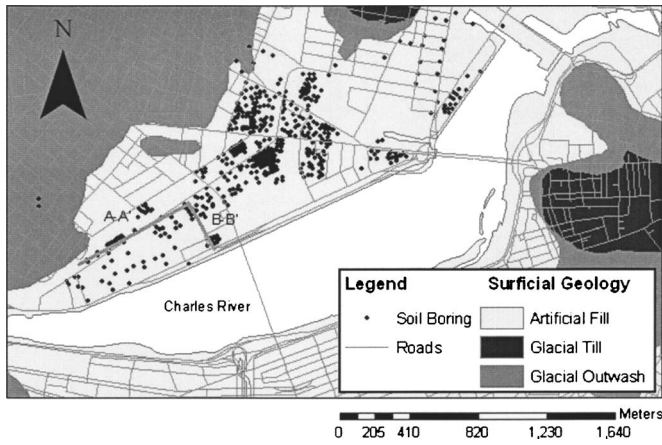 N
A-A'
B-B'
Charles River
Legend
Soil Boring
Roads
Surficial Geology
Artificial Fill
Glacial Till
Glacial Outwash
Meters
0 205 410 820 1,230 1,640